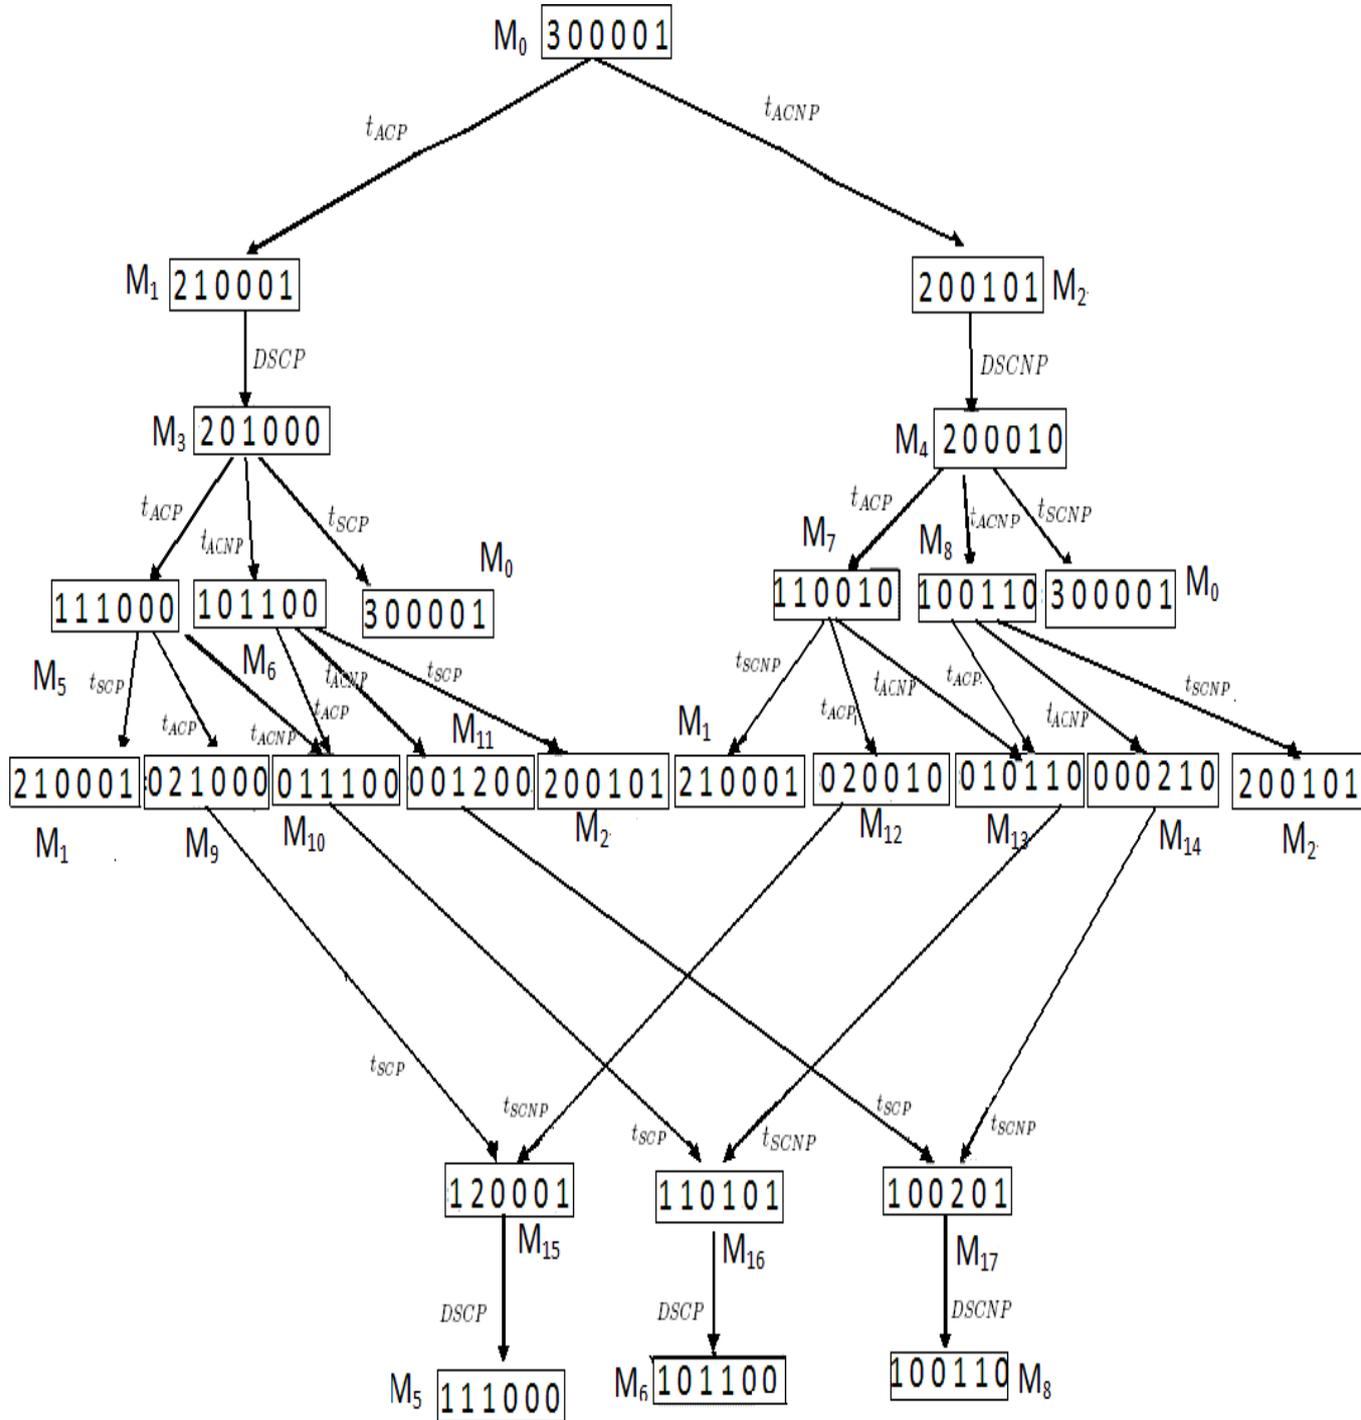 M0 300001
tACP tACNP
M1 210001 200101 M2
DSCP DSCNP
M3 201000 M4 200010
tACP tACNP tSCP tACP tACNP tSCNP
M7 M8
M0 M0
111000 101100 300001 110010 100110 300001
M5 M6
tSCP tACP tACNP tACP tACNP tSCP tSCNP tACP tACNP tACP tACNP tSCNP
M11 M1
210001 021000 011100 001200 200101 210001 020010 010110 000210 200101
M1 M9 M10 M2 M12 M13 M14 M2
tSCP tSCNP tSCP tSCNP tSCP tSCNP
120001 110101 100201
M15 M16 M17
DSCP DSCP DSCNP
M5 111000 M6 101100 100110 M8